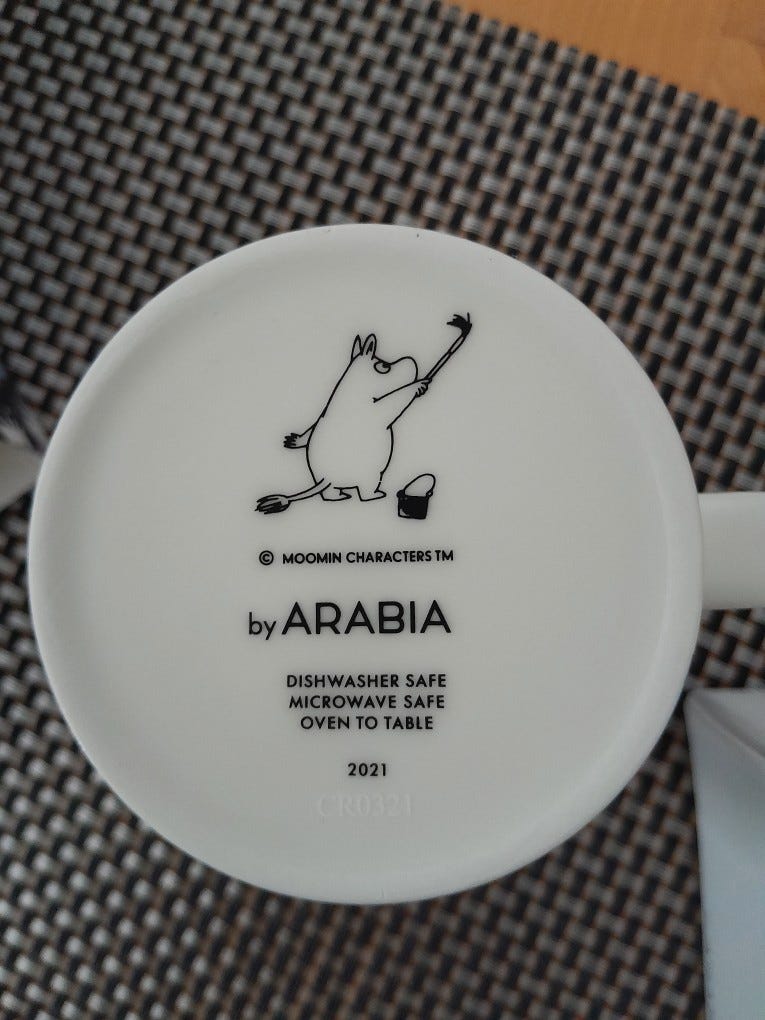 © MOOMIN CHARACTERS TM
by ARABIA
DISHWASHER SAFE
MICROWAVE SAFE
OVEN TO TABLE
2021
CR0321